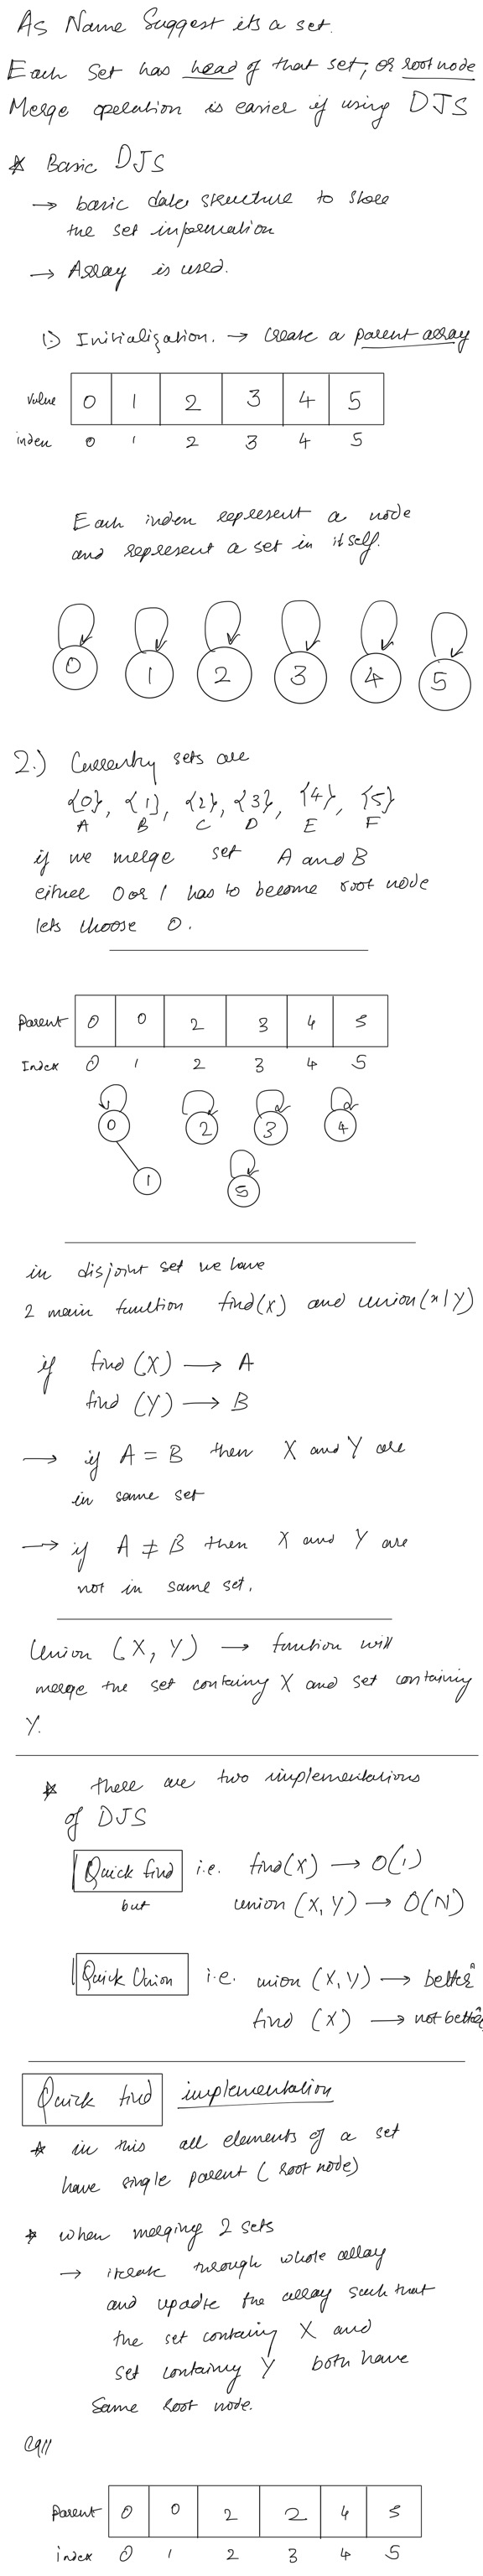 As Name Suggest its a set.
Each Set has head of that set, or root node
Merge operation is easier if using DJS
* Basic DJS
→ basic data structure to store
the set information
→ Array is used.
1.) Initialization. → Create a parent array
Value 0 1 2 3 4 5
index 0 1 2 3 4 5
Each index represent a node
and represent a set in itself.
0 1 2 3 4 5
2.) Currently sets are
{0}, {1}, {2}, {3}, {4}, {5}
A B C D E F
if we merge set A and B
either 0 or 1 has to become root node
lets choose 0.
Parent 0 0 2 3 4 5
Index 0 1 2 3 4 5
0 2 3 4
1 5
in disjoint set we have
2 main function find(x) and union(x|y)
if find (X) → A
find (Y) → B
→ if A = B then X and Y are
in same set
→ if A ≠ B then X and Y are
not in same set.
Union (X, Y) → function will
merge the set containy X and set containiy
Y.
* there are two implementations
of DJS
Quick find i.e. find(X) → O(1)
but union (X, Y) → O(N)
Quick Union i.e. union (X,Y) → better
find (X) → not better
Quick find implementation
* in this all elements of a set
have single parent ( root node)
* when merging 2 sets
→ iterate through whole array
and update the array such that
the set containy X and
set containiy Y both have
Same root node.
Parent 0 0 2 2 4 5
index 0 1 2 3 4 5